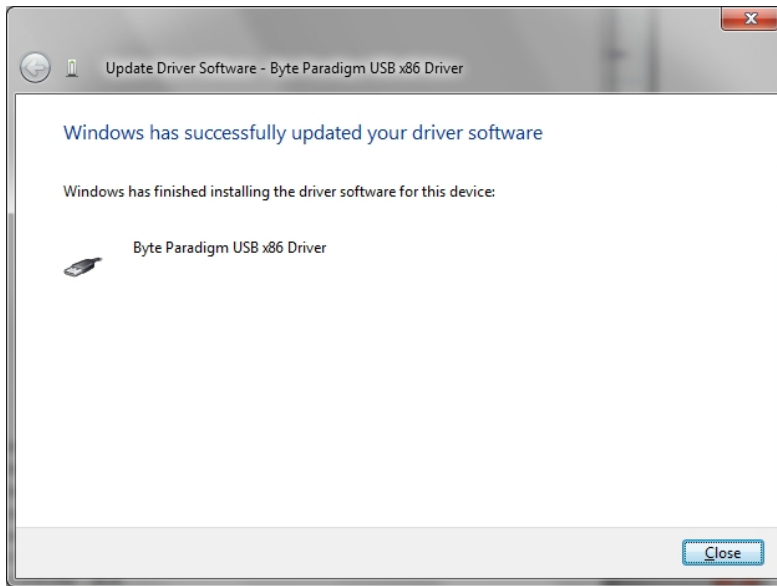 Update Driver Software - Byte Paradigm USB x86 Driver
Windows has successfully updated your driver software
Windows has finished installing the driver software for this device:
Byte Paradigm USB x86 Driver
Close